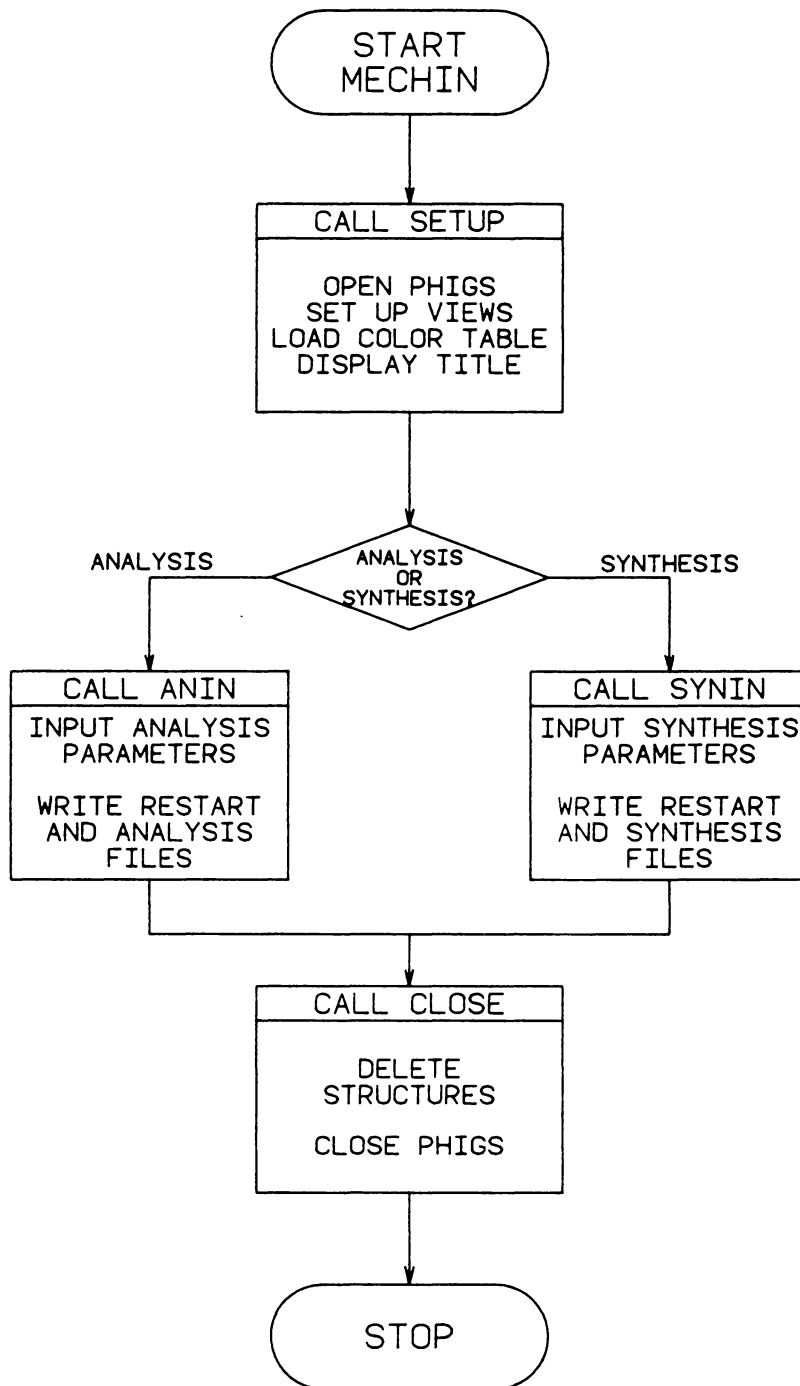 START
MECHIN
CALL SETUP
OPEN PHIGS
SET UP VIEWS
LOAD COLOR TABLE
DISPLAY TITLE
ANALYSIS
ANALYSIS
OR
SYNTHESIS?
SYNTHESIS
CALL ANIN
INPUT ANALYSIS
PARAMETERS
WRITE RESTART
AND ANALYSIS
FILES
CALL SYNIN
INPUT SYNTHESIS
PARAMETERS
WRITE RESTART
AND SYNTHESIS
FILES
CALL CLOSE
DELETE
STRUCTURES
CLOSE PHIGS
STOP